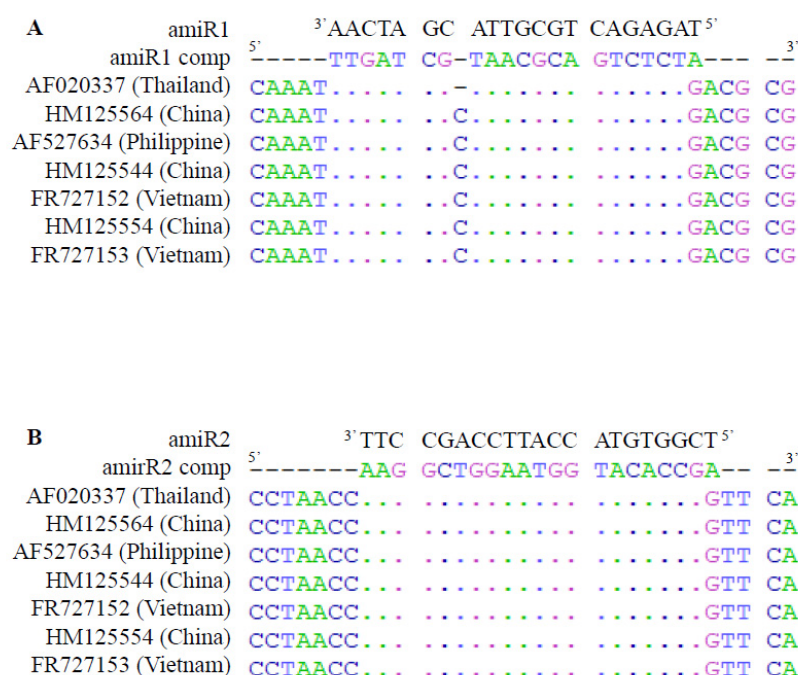 A amiR1 3’AACTA GC ATTGCGT CAGAGAT5’
amiR1 comp 5’-----TTGAT CG-TAACGCA GTCTCTA--- --3’
AF020337 (Thailand) CAAAT..... ..-....... ......GACG CG
HM125564 (China) CAAAT..... ..C....... ......GACG CG
AF527634 (Philippine) CAAAT..... ..C....... ......GACG CG
HM125544 (China) CAAAT..... ..C....... ......GACG CG
FR727152 (Vietnam) CAAAT..... ..C....... ......GACG CG
HM125554 (China) CAAAT..... ..C....... ......GACG CG
FR727153 (Vietnam) CAAAT..... ..C....... ......GACG CG
B amiR2 3’TTC CGACCTTACC ATGTGGCT5’
amirR2 comp 5’-------AAG GCTGGAATGG TACACCGA-- --3’
AF020337 (Thailand) CCTAACC... .......... .......GTT CA
HM125564 (China) CCTAACC... .......... .......GTT CA
AF527634 (Philippine) CCTAACC... .......... .......GTT CA
HM125544 (China) CCTAACC... .......... .......GTT CA
FR727152 (Vietnam) CCTAACC... .......... .......GTT CA
HM125554 (China) CCTAACC... .......... .......GTT CA
FR727153 (Vietnam) CCTAACC... .......... .......GTT CA